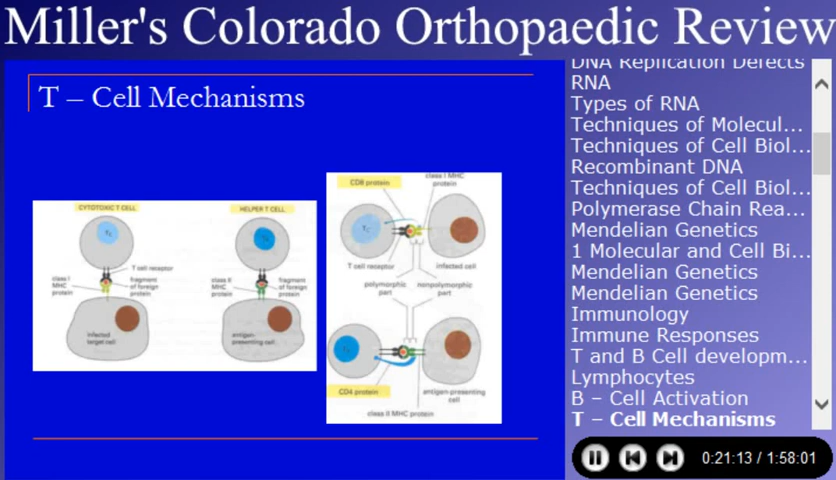 Miller's Colorado Orthopaedic Review
T – Cell Mechanisms
CYTOTOXIC T CELL
HELPER T CELL
T cell receptor
class I
MHC
protein
fragment
of foreign
protein
class II
MHC
protein
fragment
of foreign
protein
infected
target cell
antigen-
presenting cell
CD8 protein
class I MHC
protein
T cell receptor
infected cell
polymorphic
part
nonpolymorphic
part
CD4 protein
antigen-presenting
cell
class II MHC protein
DNA Replication Defects
RNA
Types of RNA
Techniques of Molecul...
Techniques of Cell Biol...
Recombinant DNA
Techniques of Cell Biol...
Polymerase Chain Rea...
Mendelian Genetics
1 Molecular and Cell Bi...
Mendelian Genetics
Mendelian Genetics
Immunology
Immune Responses
T and B Cell developm...
Lymphocytes
B – Cell Activation
T – Cell Mechanisms
0:21:13 / 1:58:01